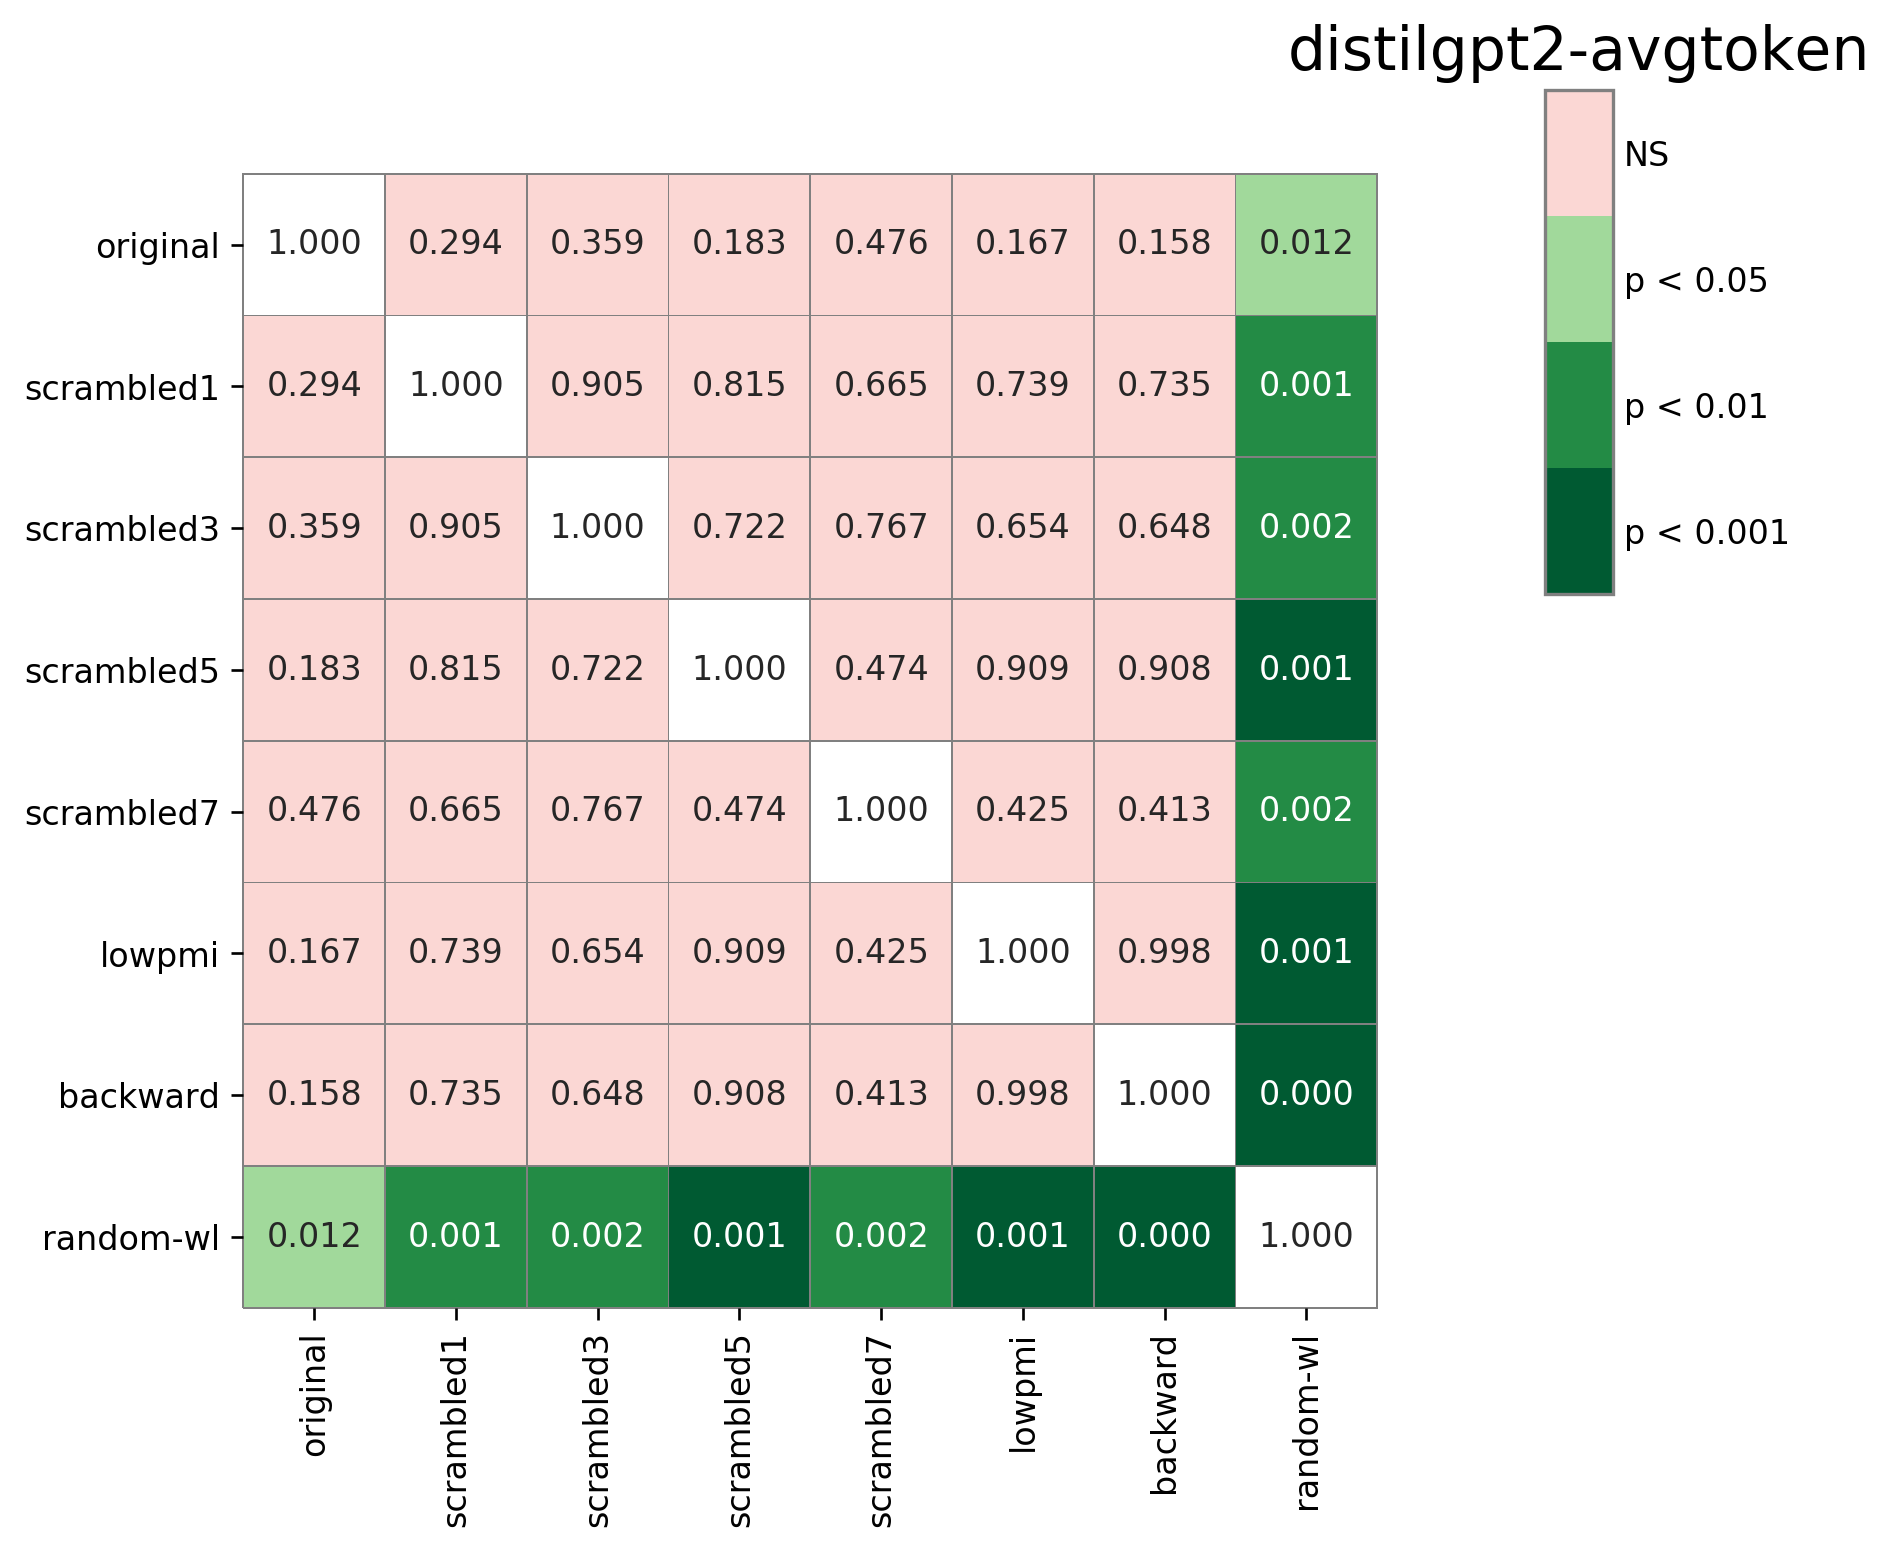 distilgpt2-avgtoken
NS
p < 0.05
p < 0.01
p < 0.001
original 1.000 0.294 0.359 0.183 0.476 0.167 0.158 0.012
scrambled1 0.294 1.000 0.905 0.815 0.665 0.739 0.735 0.001
scrambled3 0.359 0.905 1.000 0.722 0.767 0.654 0.648 0.002
scrambled5 0.183 0.815 0.722 1.000 0.474 0.909 0.908 0.001
scrambled7 0.476 0.665 0.767 0.474 1.000 0.425 0.413 0.002
lowpmi 0.167 0.739 0.654 0.909 0.425 1.000 0.998 0.001
backward 0.158 0.735 0.648 0.908 0.413 0.998 1.000 0.000
random-wl 0.012 0.001 0.002 0.001 0.002 0.001 0.000 1.000
original scrambled1 scrambled3 scrambled5 scrambled7 lowpmi backward random-wl